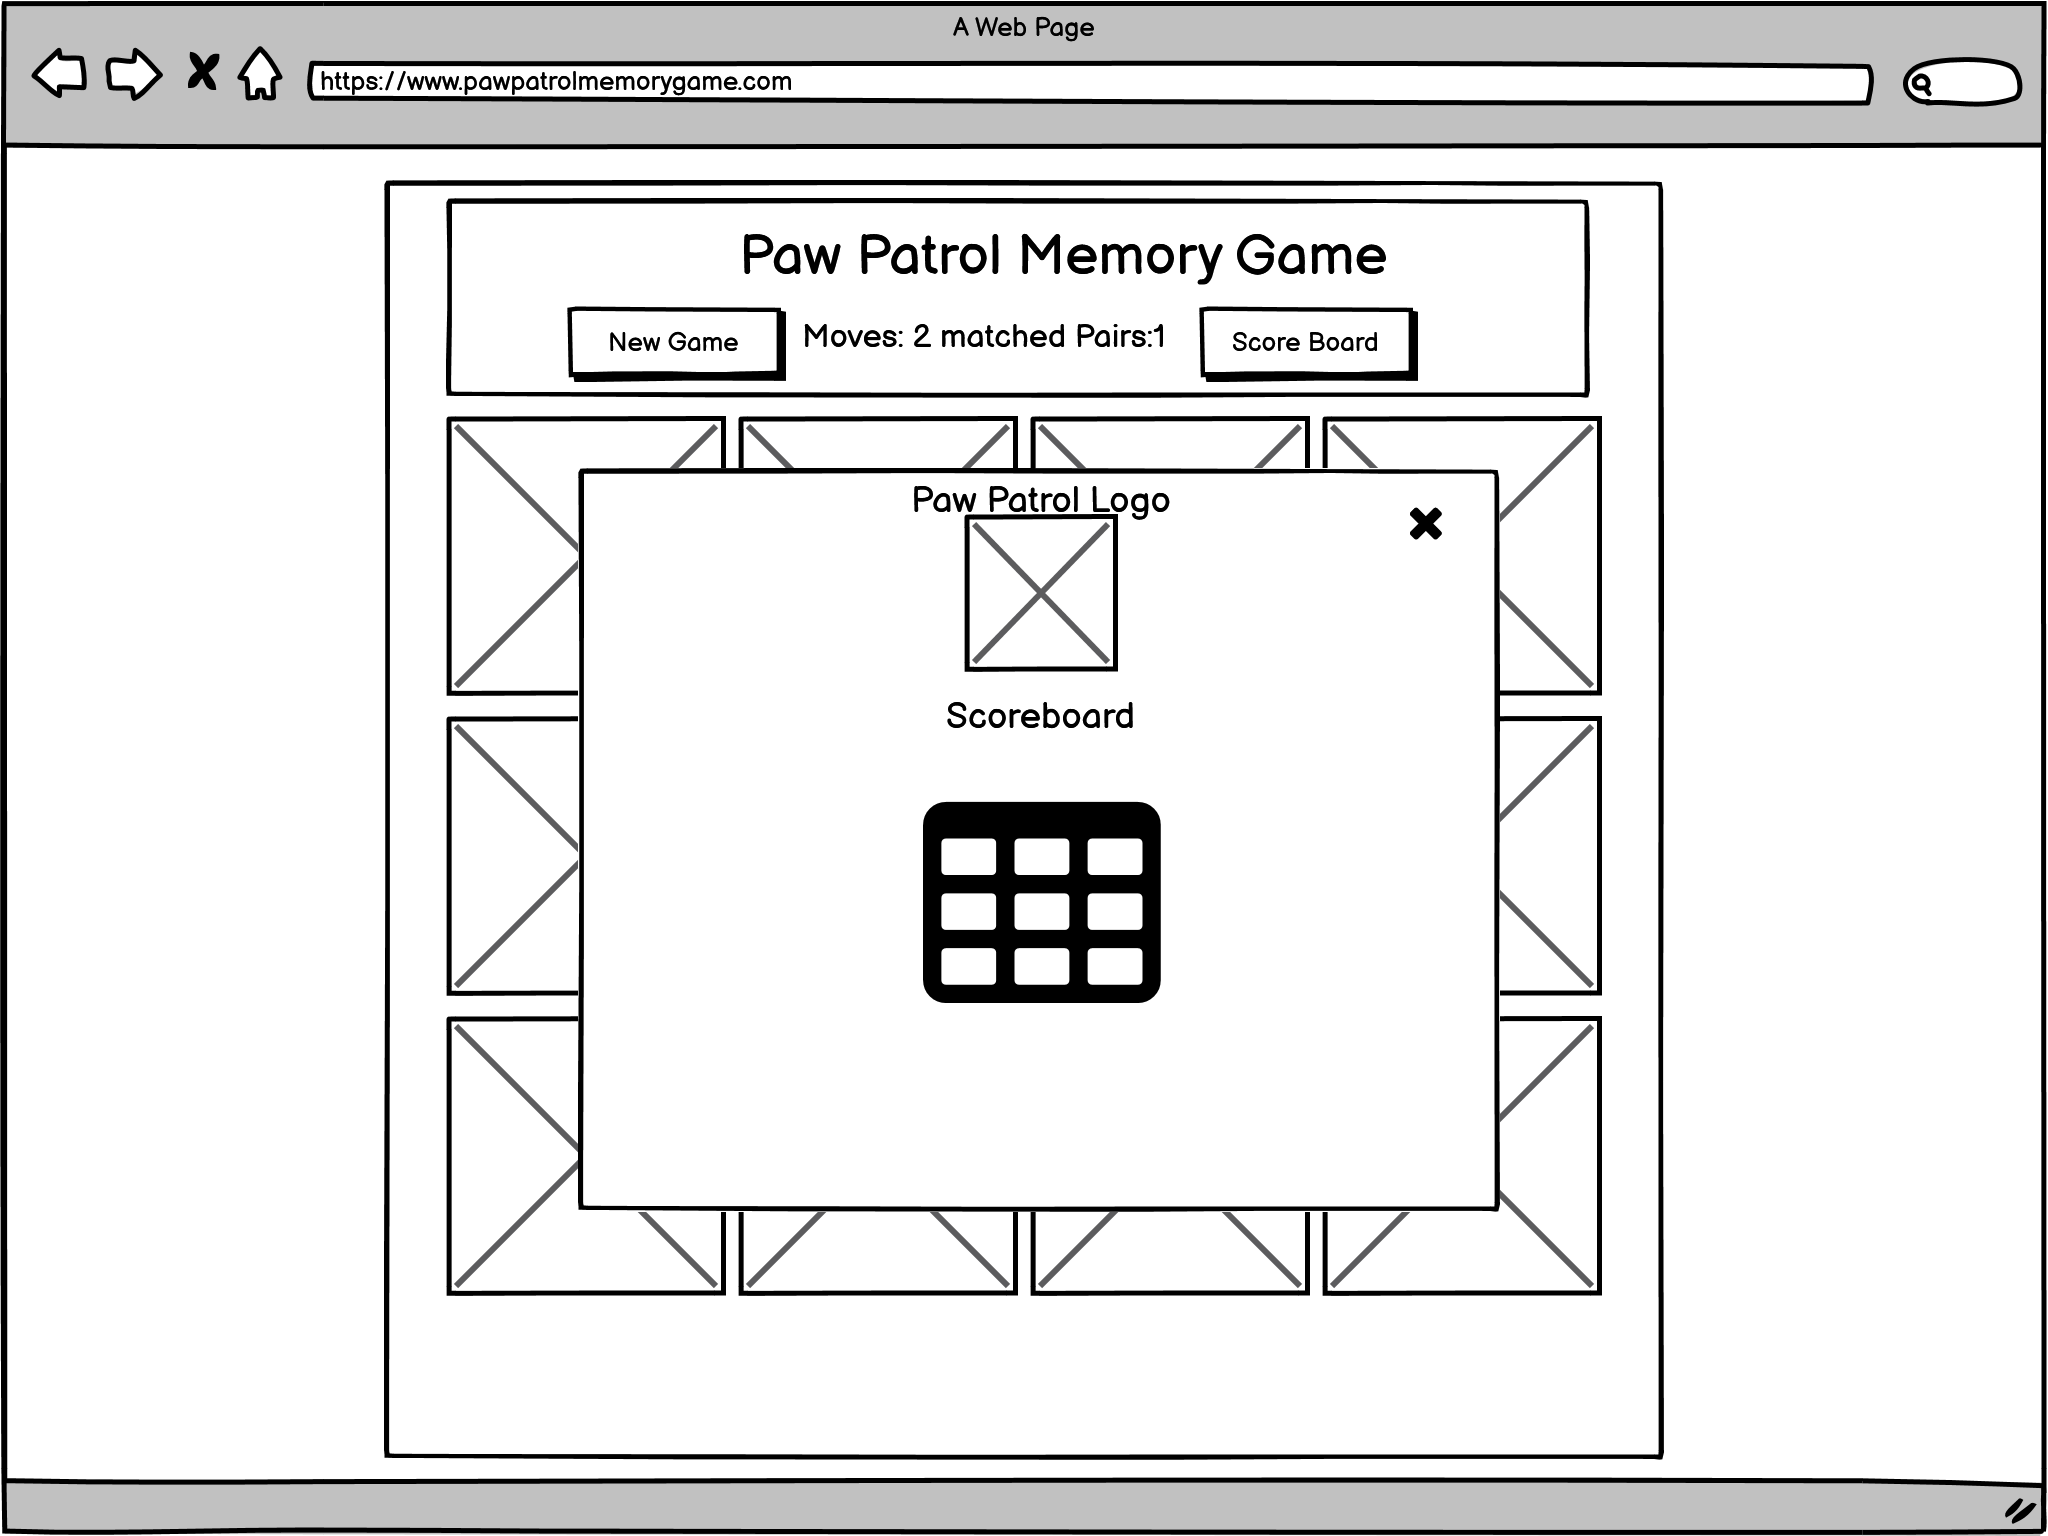 A Web Page
https://www.pawpatrolmemorygame.com
Paw Patrol Memory Game
New Game
Moves: 2 matched Pairs:1
Score Board
Paw Patrol Logo
Scoreboard